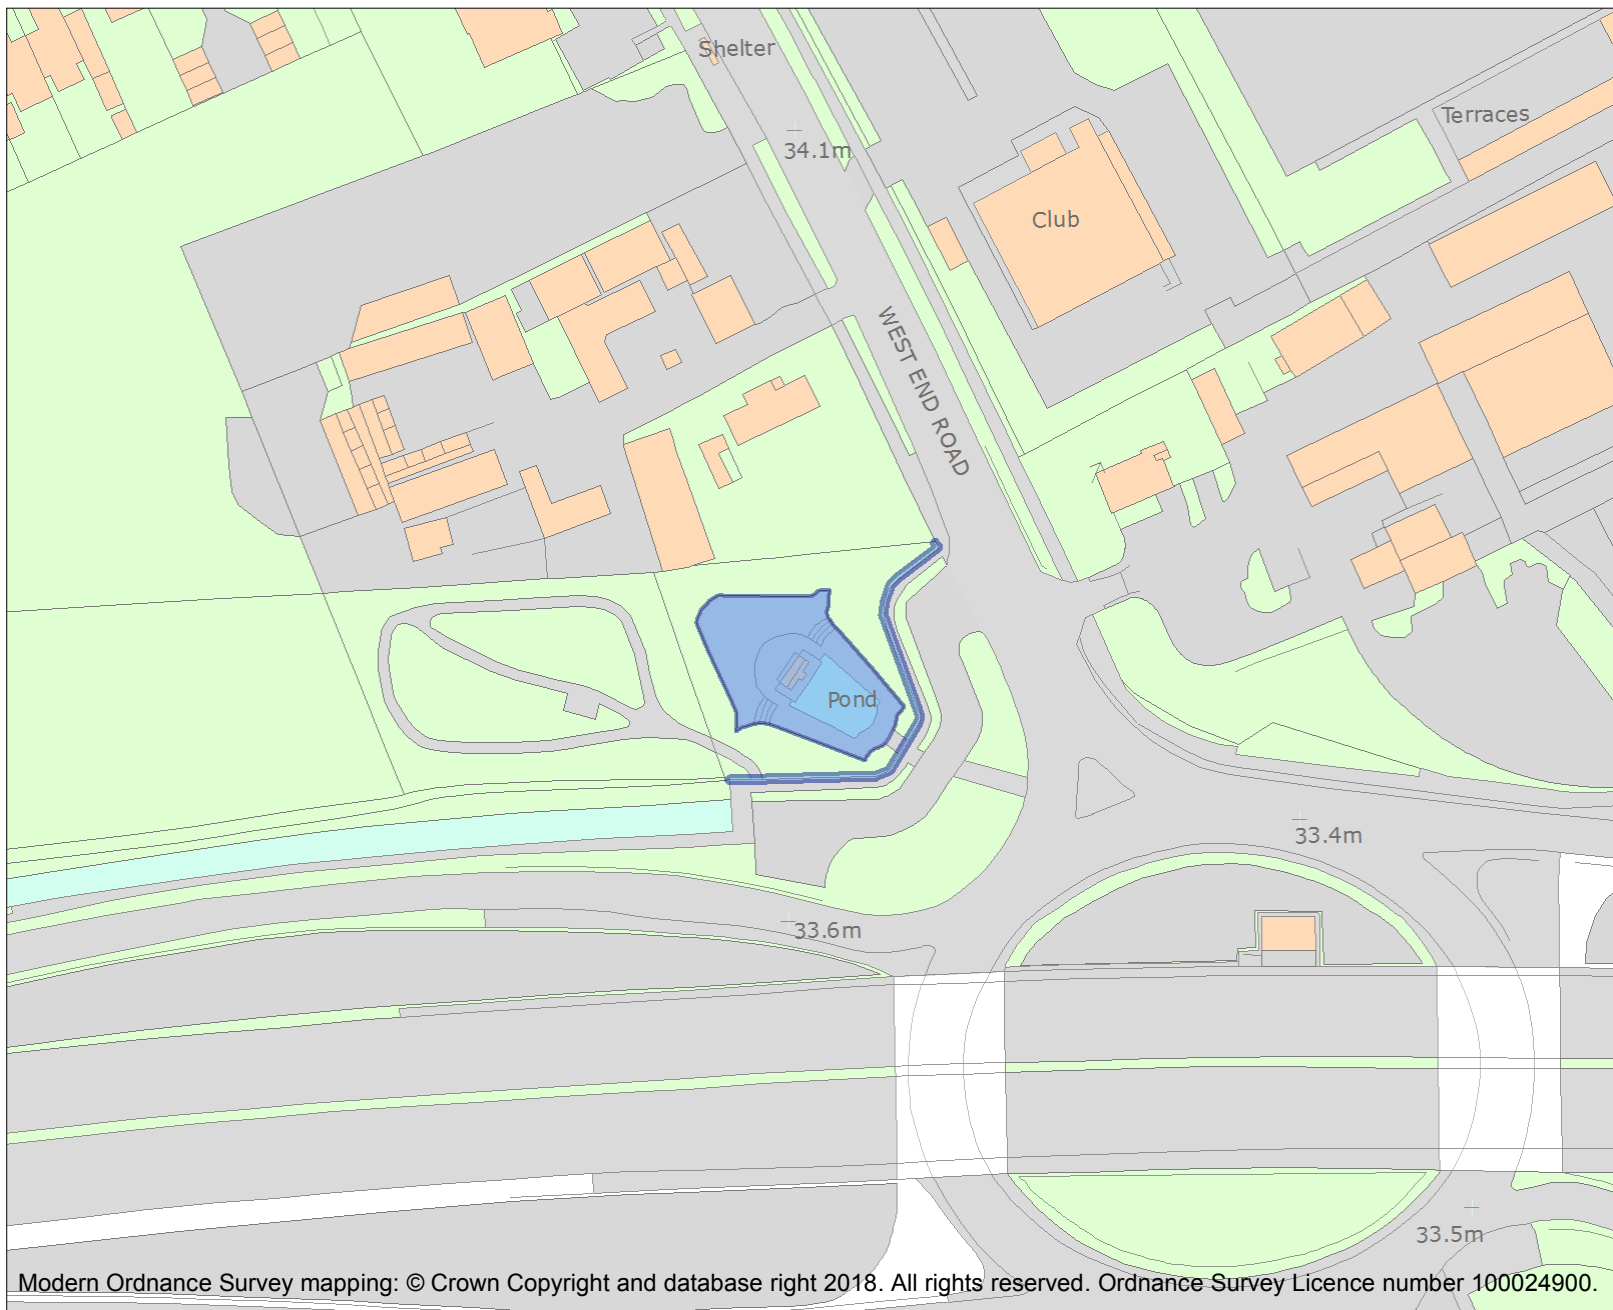 Shelter
34.1m
Terraces
Club
WEST END ROAD
Pond
33.4m
33.6m
33.5m
Modern Ordnance Survey mapping: © Crown Copyright and database right 2018. All rights reserved. Ordnance Survey Licence number 100024900.